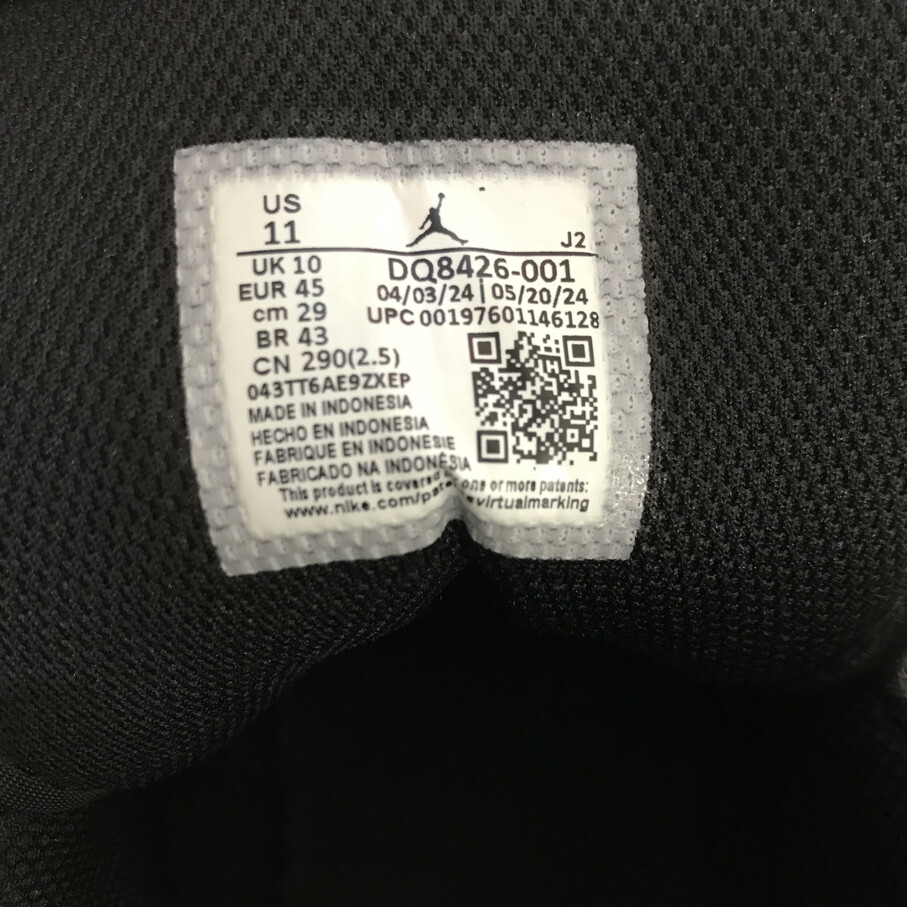 US
11
J2
UK 10
DQ8426-001
EUR 45
04/03/24 | 05/20/24
cm 29
UPC 00197601146128
BR 43
CN 290(2.5)
043TT6AE9ZXEP
MADE IN INDONESIA
HECHO EN INDONESIA
FABRIQUE EN INDONESIE
FABRICADO NA INDONÉSIA
This product is covered one or more patents:
www.nike.com/ virtualmarking